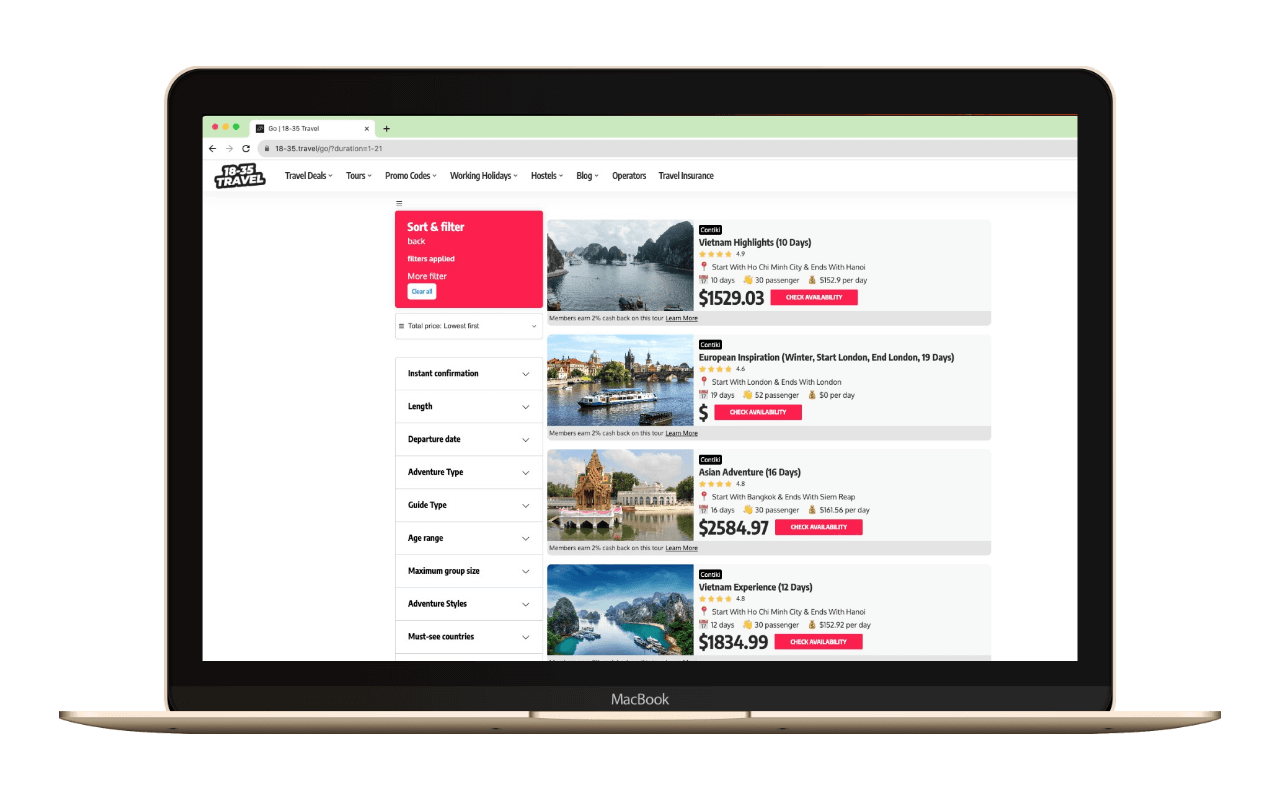 Go | 18-35 Travel
18-35.travel/go/?duration=1-21
18-35
TRAVEL
Travel Deals
Tours
Promo Codes
Working Holidays
Hostels
Blog
Operators
Travel Insurance
Sort & filter
back
filters applied
More filter
Clear all
Total price: Lowest first
Instant confirmation
Length
Departure date
Adventure Type
Guide Type
Age range
Maximum group size
Adventure Styles
Must-see countries
Contiki
Vietnam Highlights (10 Days)
4.9
Start With Ho Chi Minh City & Ends With Hanoi
10 days 30 passenger $152.9 per day
$1529.03 CHECK AVAILABILITY
Members earn 2% cash back on this tour Learn More
Contiki
European Inspiration (Winter, Start London, End London, 19 Days)
4.6
Start With London & Ends With London
19 days 52 passenger $0 per day
$ CHECK AVAILABILITY
Members earn 2% cash back on this tour Learn More
Contiki
Asian Adventure (16 Days)
4.8
Start With Bangkok & Ends With Siem Reap
16 days 30 passenger $161.56 per day
$2584.97 CHECK AVAILABILITY
Members earn 2% cash back on this tour Learn More
Contiki
Vietnam Experience (12 Days)
4.8
Start With Ho Chi Minh City & Ends With Hanoi
12 days 30 passenger $152.92 per day
$1834.99 CHECK AVAILABILITY
MacBook